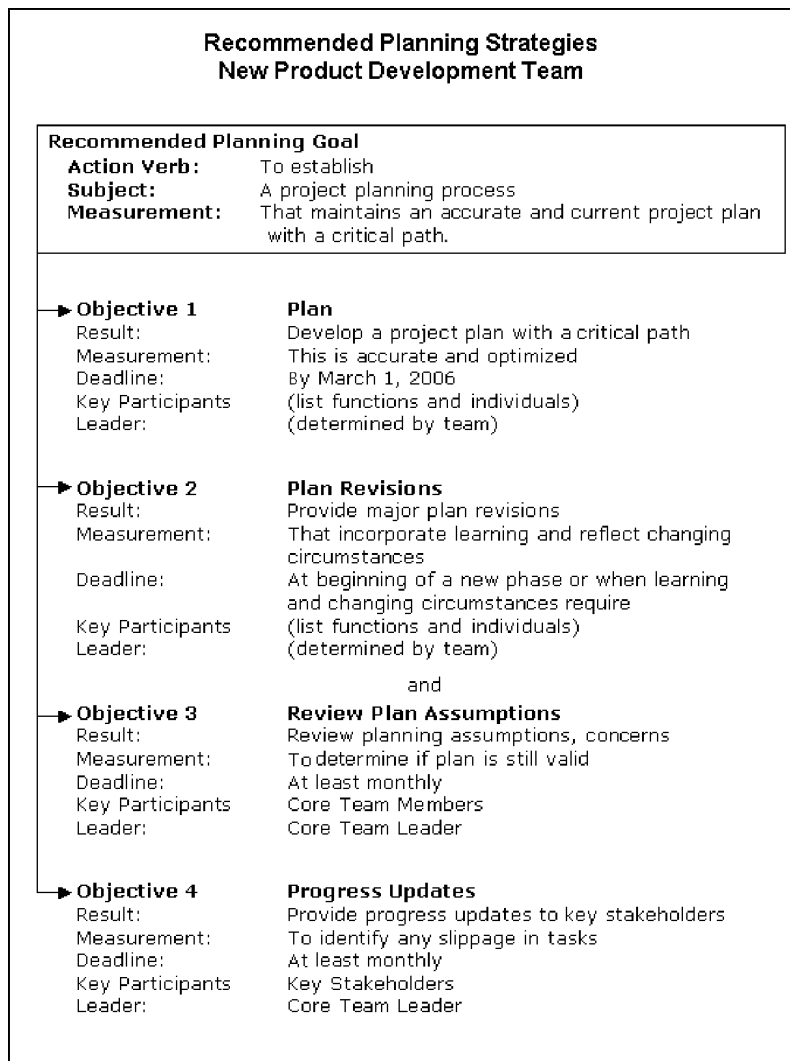 Recommended Planning Strategies
New Product Development Team
Recommended Planning Goal
Action Verb: To establish
Subject: A project planning process
Measurement: That maintains an accurate and current project plan
with a critical path.
Objective 1 Plan
Result: Develop a project plan with a critical path
Measurement: This is accurate and optimized
Deadline: By March 1, 2006
Key Participants (list functions and individuals)
Leader: (determined by team)
Objective 2 Plan Revisions
Result: Provide major plan revisions
Measurement: That incorporate learning and reflect changing
circumstances
Deadline: At beginning of a new phase or when learning
and changing circumstances require
Key Participants (list functions and individuals)
Leader: (determined by team)
and
Objective 3 Review Plan Assumptions
Result: Review planning assumptions, concerns
Measurement: To determine if plan is still valid
Deadline: At least monthly
Key Participants Core Team Members
Leader: Core Team Leader
Objective 4 Progress Updates
Result: Provide progress updates to key stakeholders
Measurement: To identify any slippage in tasks
Deadline: At least monthly
Key Participants Key Stakeholders
Leader: Core Team Leader